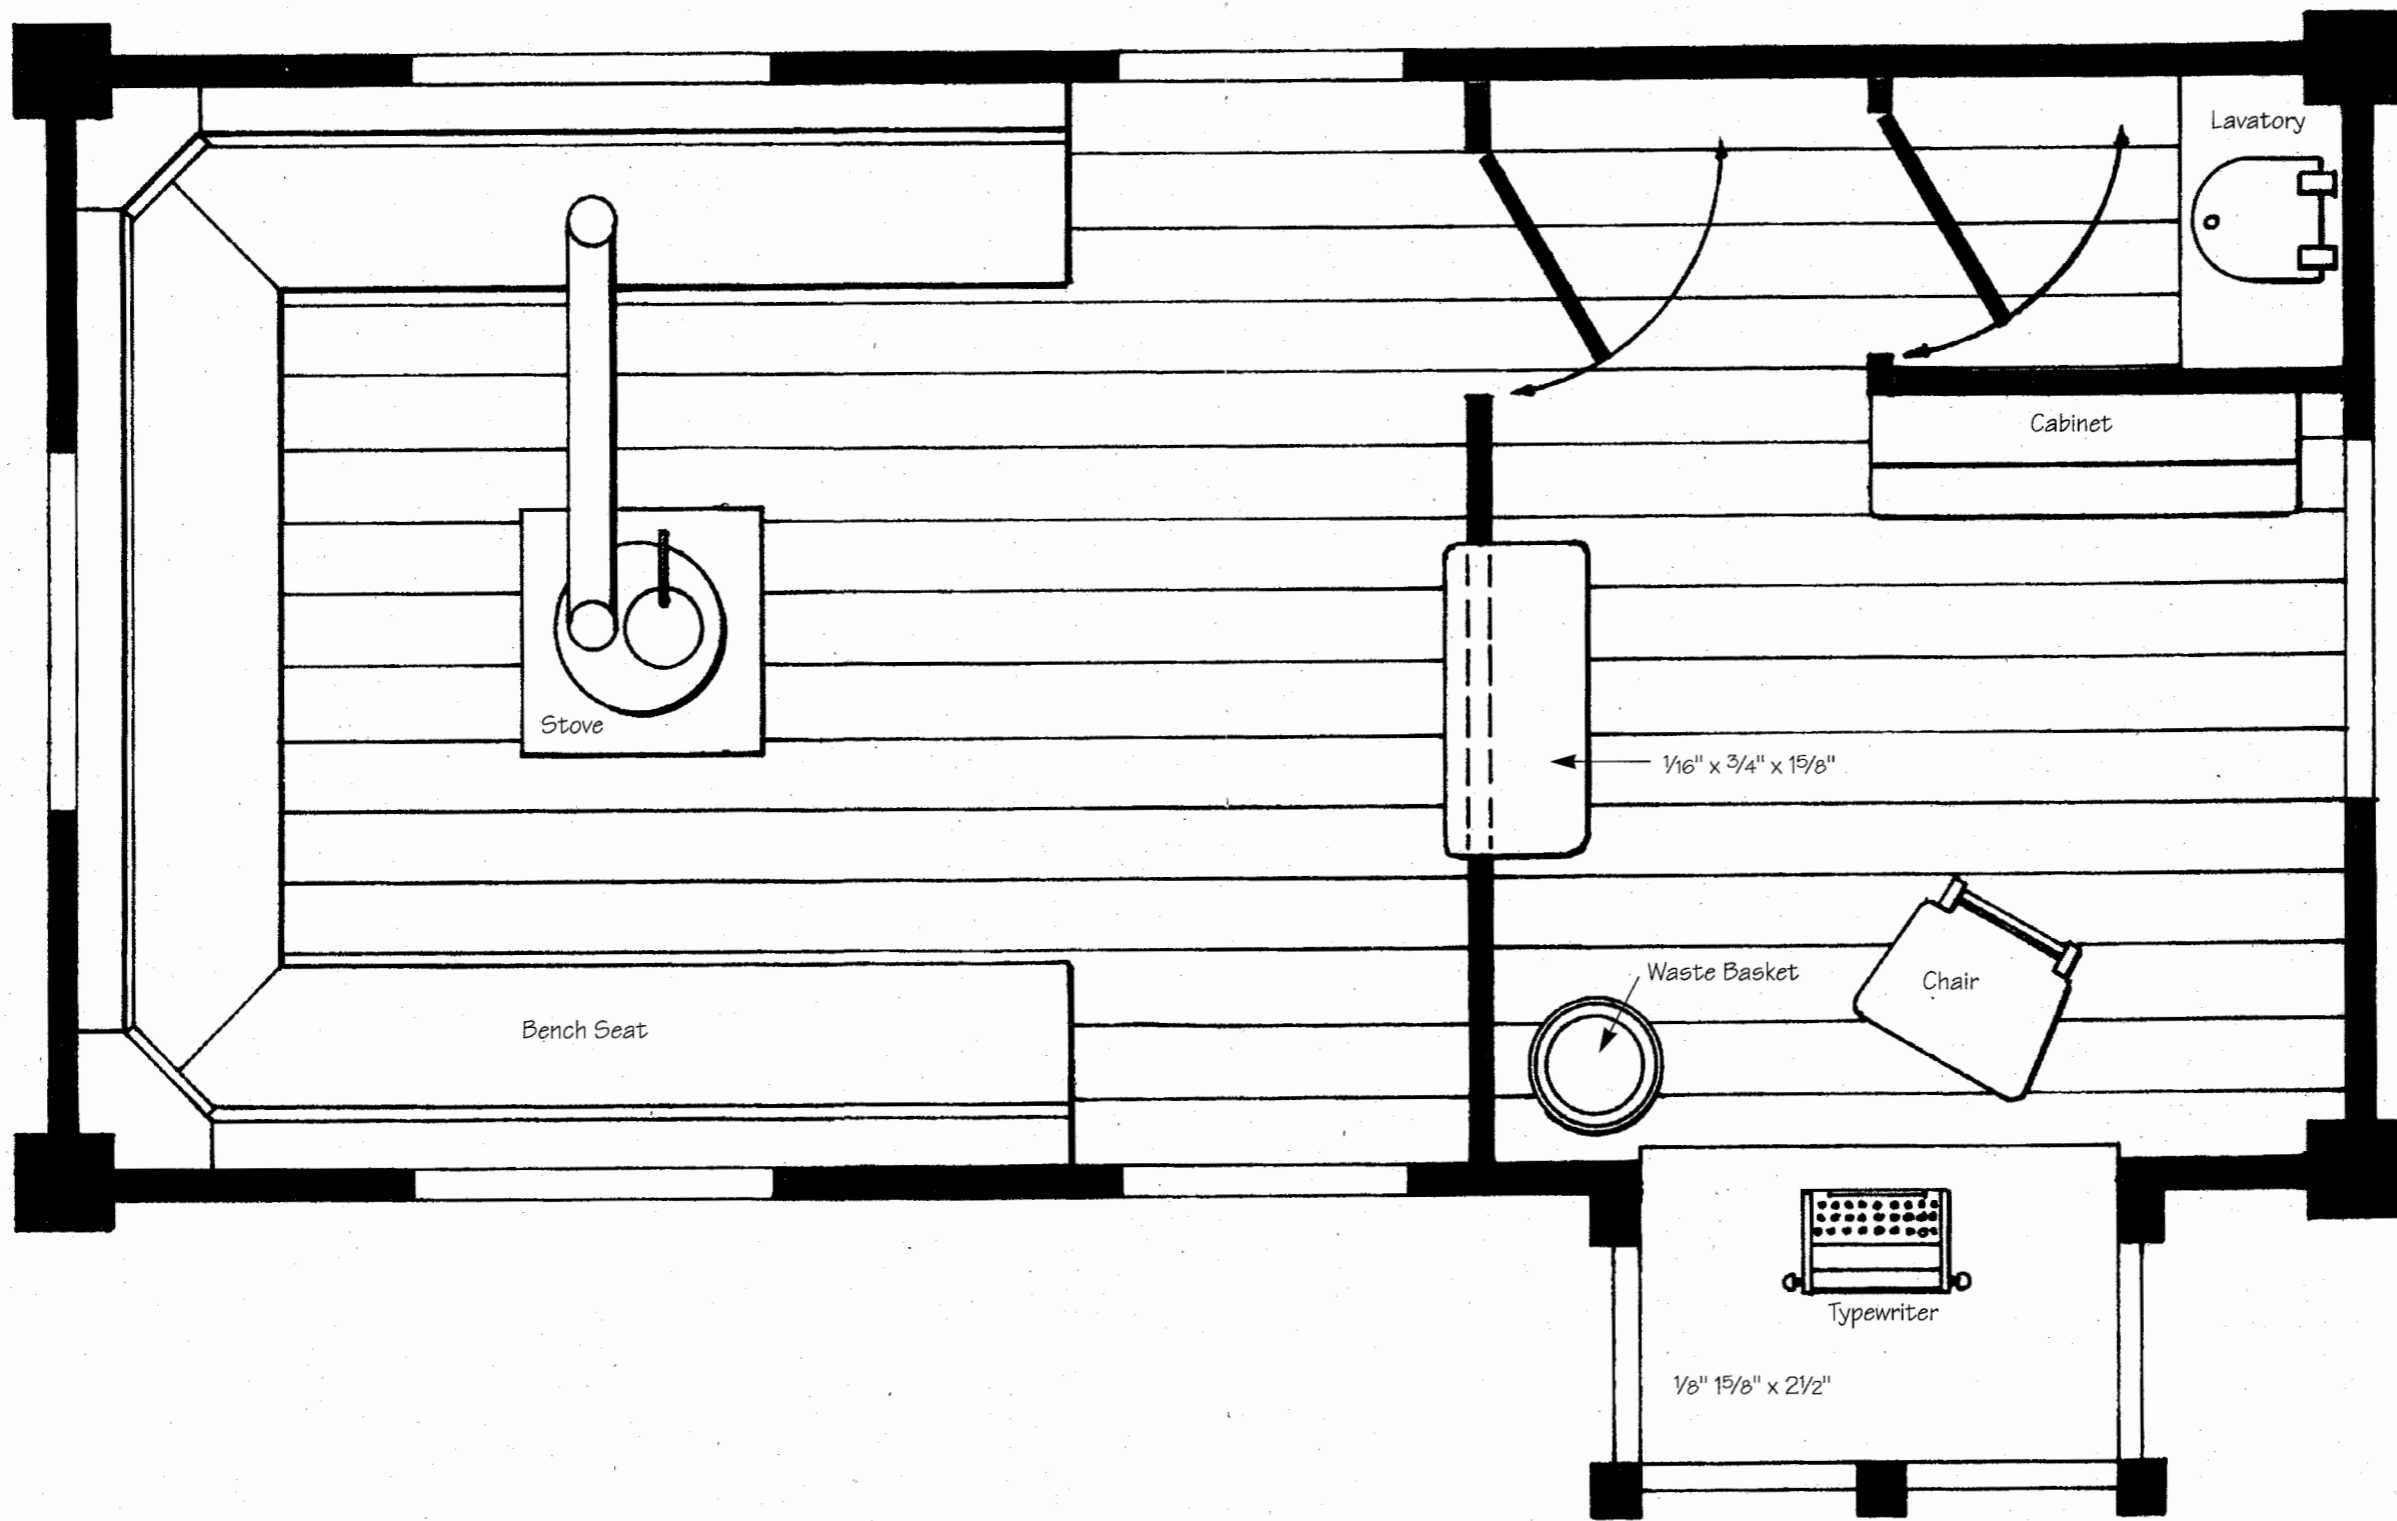 Lavatory
Cabinet
Stove
1/16" x 3/4" x 15/8"
Waste Basket
Chair
Bench Seat
Typewriter
1/8" 15/8" x 21/2"